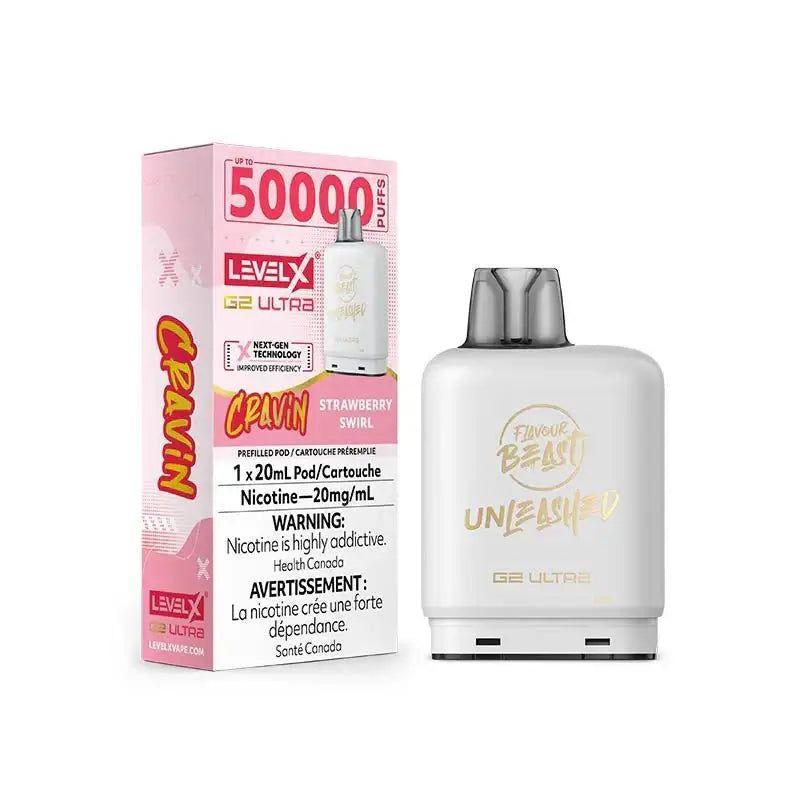 UP TO
50000
PUFFS
LEVEL X®
G2 ULTRA
X NEXT-GEN
TECHNOLOGY
IMPROVED EFFICIENCY
CRAVIN
STRAWBERRY
SWIRL
PREFILLED POD / CARTOUCHE PRÉREMPLIE
1 x 20mL Pod/Cartouche
Nicotine—20mg/mL
WARNING:
Nicotine is highly addictive.
Health Canada
AVERTISSEMENT :
La nicotine crée une forte
dépendance.
Santé Canada
CRAVIN
LEVEL X
G2 ULTRA
LEVELXVAPE.COM
BEAST
UNLEASHED
FLAVOUR
BEAST
UNLEASHED
G2 ULTRA